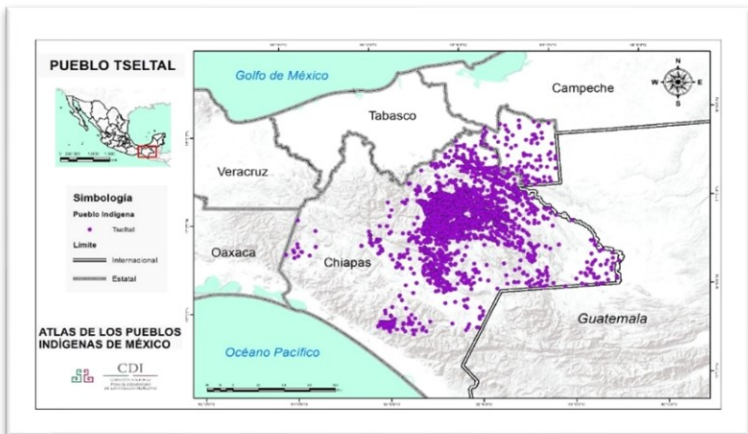 PUEBLO TSELTAL
Simbología
Pueblo Indígena
Tseltal
Límite
Internacional
Estatal
ATLAS DE LOS PUEBLOS
INDÍGENAS DE MÉXICO
CDI
Golfo de México
Campeche
Tabasco
Veracruz
Oaxaca
Chiapas
Guatemala
Océano Pacífico
N
W
E
S